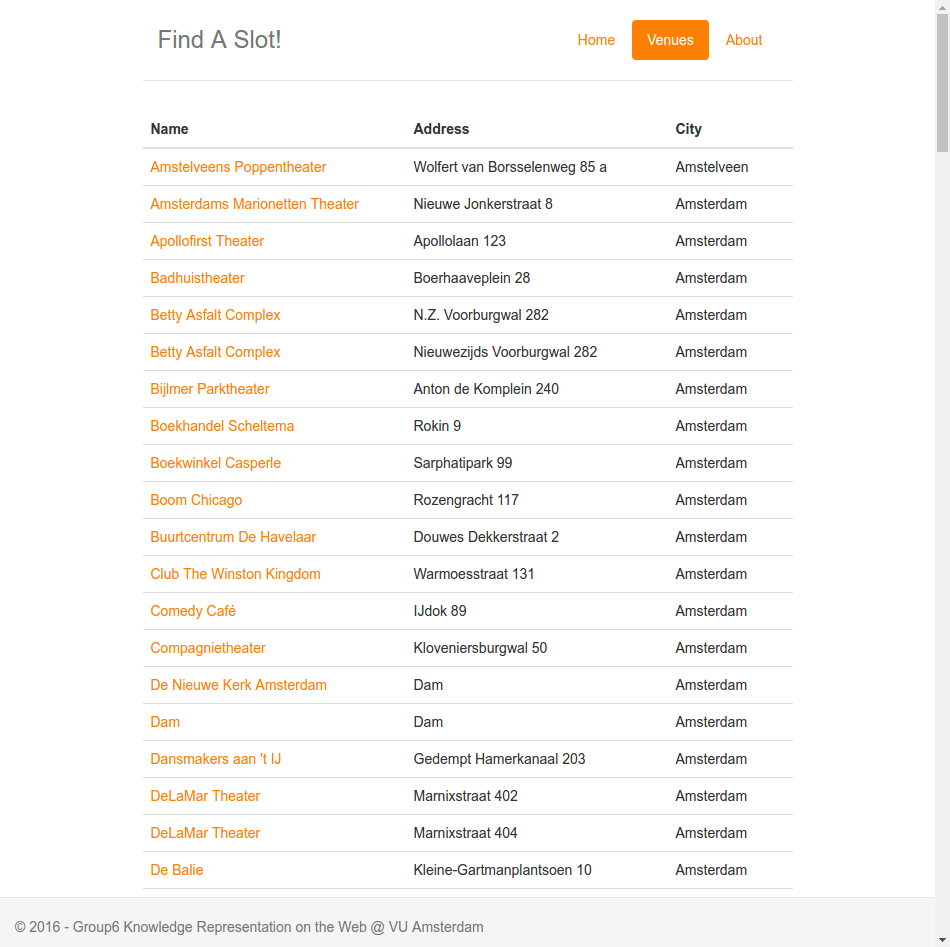 Find A Slot!
Home Venues About
Name Address City
Amstelveens Poppentheater Wolfert van Borsselenweg 85 a Amstelveen
Amsterdams Marionetten Theater Nieuwe Jonkerstraat 8 Amsterdam
Apollofirst Theater Apollolaan 123 Amsterdam
Badhuistheater Boerhaaveplein 28 Amsterdam
Betty Asfalt Complex N.Z. Voorburgwal 282 Amsterdam
Betty Asfalt Complex Nieuwezijds Voorburgwal 282 Amsterdam
Bijlmer Parktheater Anton de Komplein 240 Amsterdam
Boekhandel Scheltema Rokin 9 Amsterdam
Boekwinkel Casperle Sarphatipark 99 Amsterdam
Boom Chicago Rozengracht 117 Amsterdam
Buurtcentrum De Havelaar Douwes Dekkerstraat 2 Amsterdam
Club The Winston Kingdom Warmoesstraat 131 Amsterdam
Comedy Café IJdok 89 Amsterdam
Compagnietheater Kloveniersburgwal 50 Amsterdam
De Nieuwe Kerk Amsterdam Dam Amsterdam
Dam Dam Amsterdam
Dansmakers aan 't IJ Gedempt Hamerkanaal 203 Amsterdam
DeLaMar Theater Marnixstraat 402 Amsterdam
DeLaMar Theater Marnixstraat 404 Amsterdam
De Balie Kleine-Gartmanplantsoen 10 Amsterdam
© 2016 - Group6 Knowledge Representation on the Web @ VU Amsterdam